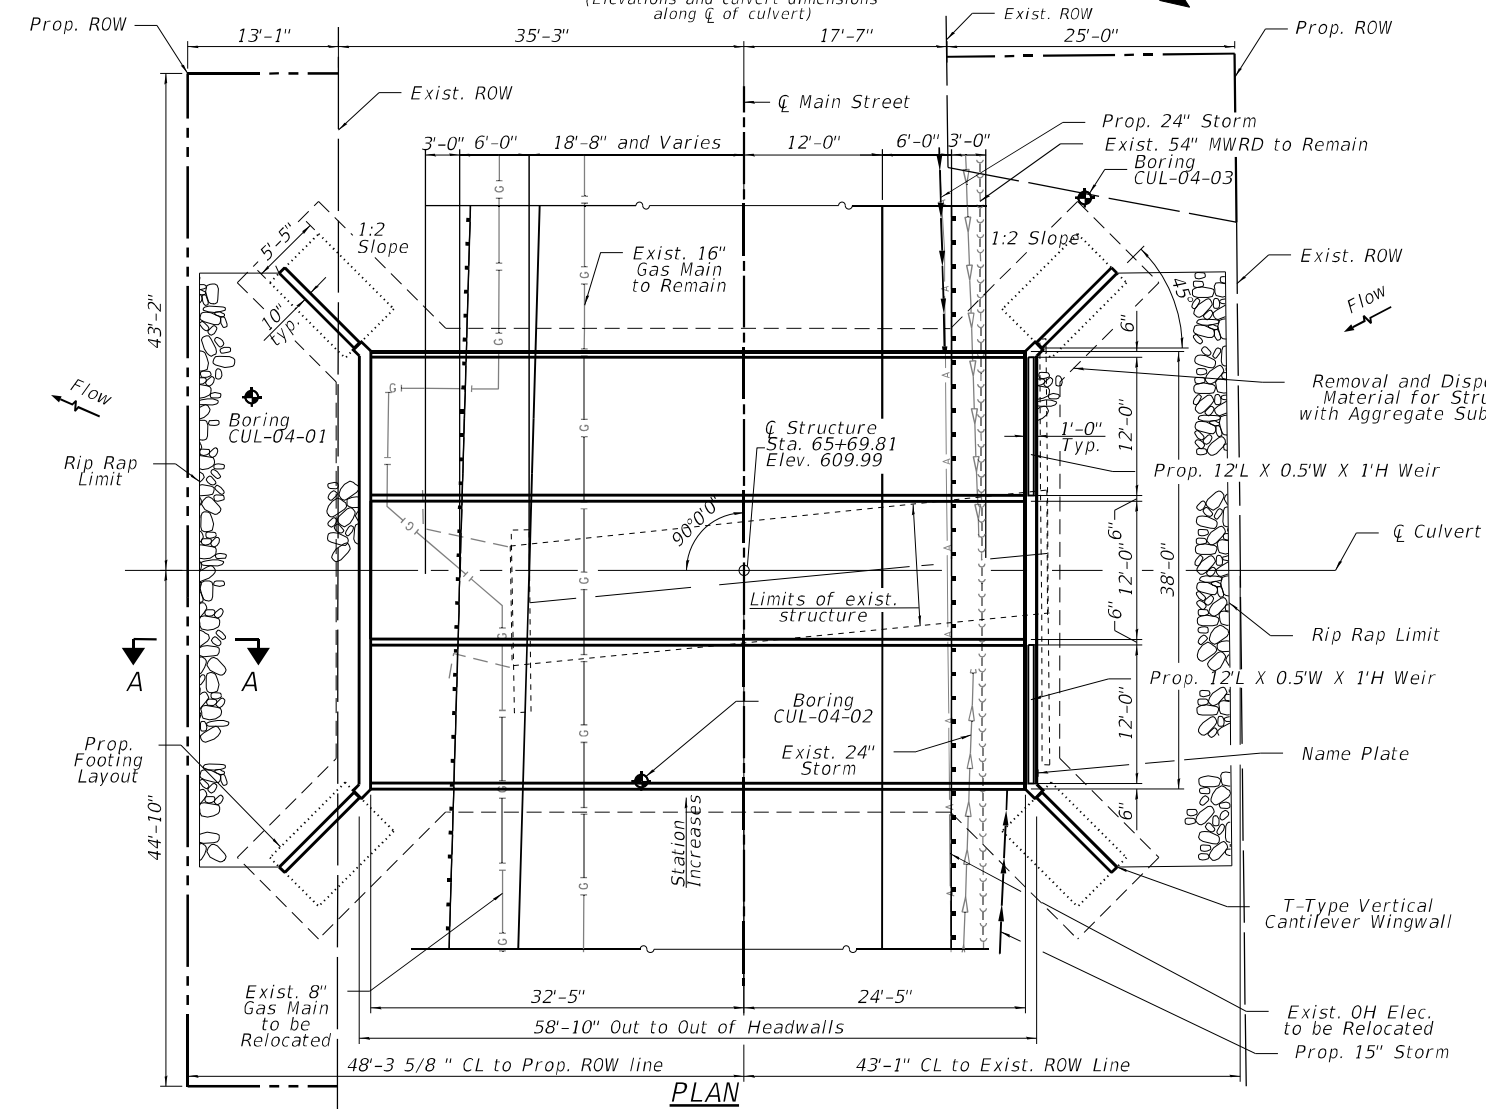 (Elevations and culvert dimensions
along ℄ of culvert)
Prop. ROW
Exist. ROW
Prop. ROW
13'-1"
35'-3"
17'-7"
25'-0"
Exist. ROW
℄ Main Street
Prop. 24" Storm
Exist. 54" MWRD to Remain
Boring
CUL-04-03
3'-0"
6'-0"
18'-8" and Varies
12'-0"
6'-0"
3'-0"
5'-5"
1:2
Slope
Exist. 16"
Gas Main
to Remain
1:2 Slope
Exist. ROW
45°
10"
typ.
43'-2"
6"
Flow
Flow
Removal and Disp
Material for Stru
with Aggregate Sub
Boring
CUL-04-01
℄ Structure
Sta. 65+69.81
Elev. 609.99
1'-0"
Typ.
12'-0"
Rip Rap
Limit
Prop. 12'L X 0.5'W X 1'H Weir
90°0'0"
6"
℄ Culvert
12'-0"
38'-0"
Limits of exist.
structure
6"
Rip Rap Limit
A
A
Prop. 12'L X 0.5'W X 1'H Weir
Boring
CUL-04-02
12'-0"
Prop.
Footing
Layout
Exist. 24"
Storm
Name Plate
44'-10"
Station
Increases
6"
T-Type Vertical
Cantilever Wingwall
Exist. 8"
Gas Main
to be
Relocated
32'-5"
24'-5"
Exist. OH Elec.
to be Relocated
58'-10" Out to Out of Headwalls
Prop. 15" Storm
48'-3 5/8 " CL to Prop. ROW line
43'-1" CL to Exist. ROW Line
PLAN
G
G
G
G
G
G
G
G
G
G
G
G
G
G
A
A
A
A
A
A